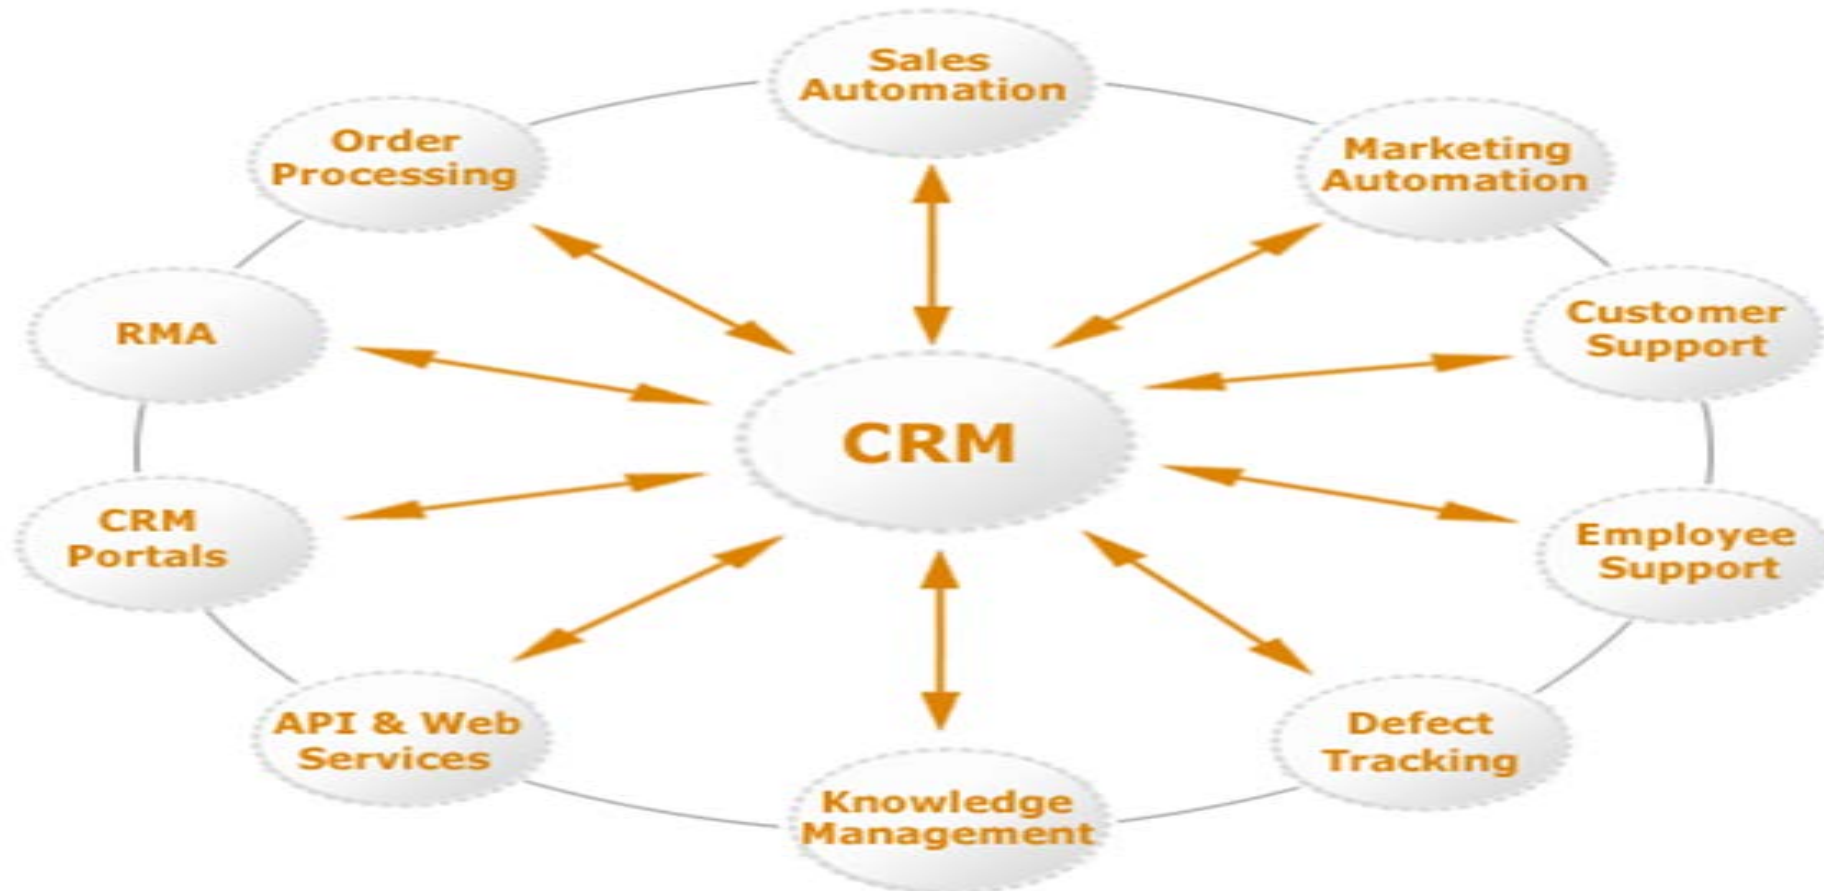 Sales
Automation
Order
Processing
Marketing
Automation
RMA
Customer
Support
CRM
CRM
Portals
Employee
Support
API & Web
Services
Defect
Tracking
Knowledge
Management